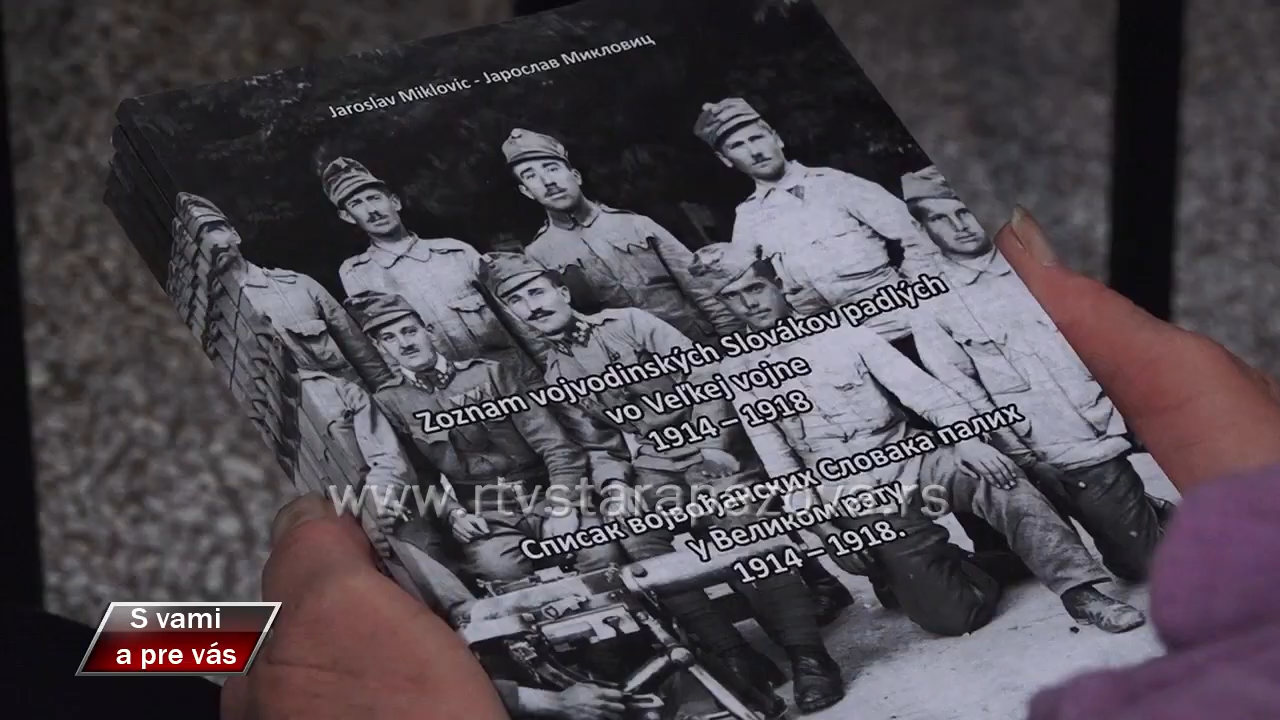 Jaroslav Miklovic - Јарослав Микловиц
Zoznam vojvodinských Slovákov padlých
vo Veľkej vojne
1914 – 1918
Списак војвођанских Словака палих
у Великом рату
1914 – 1918.
www.rtvstarapazova.rs
S vami
a pre vás